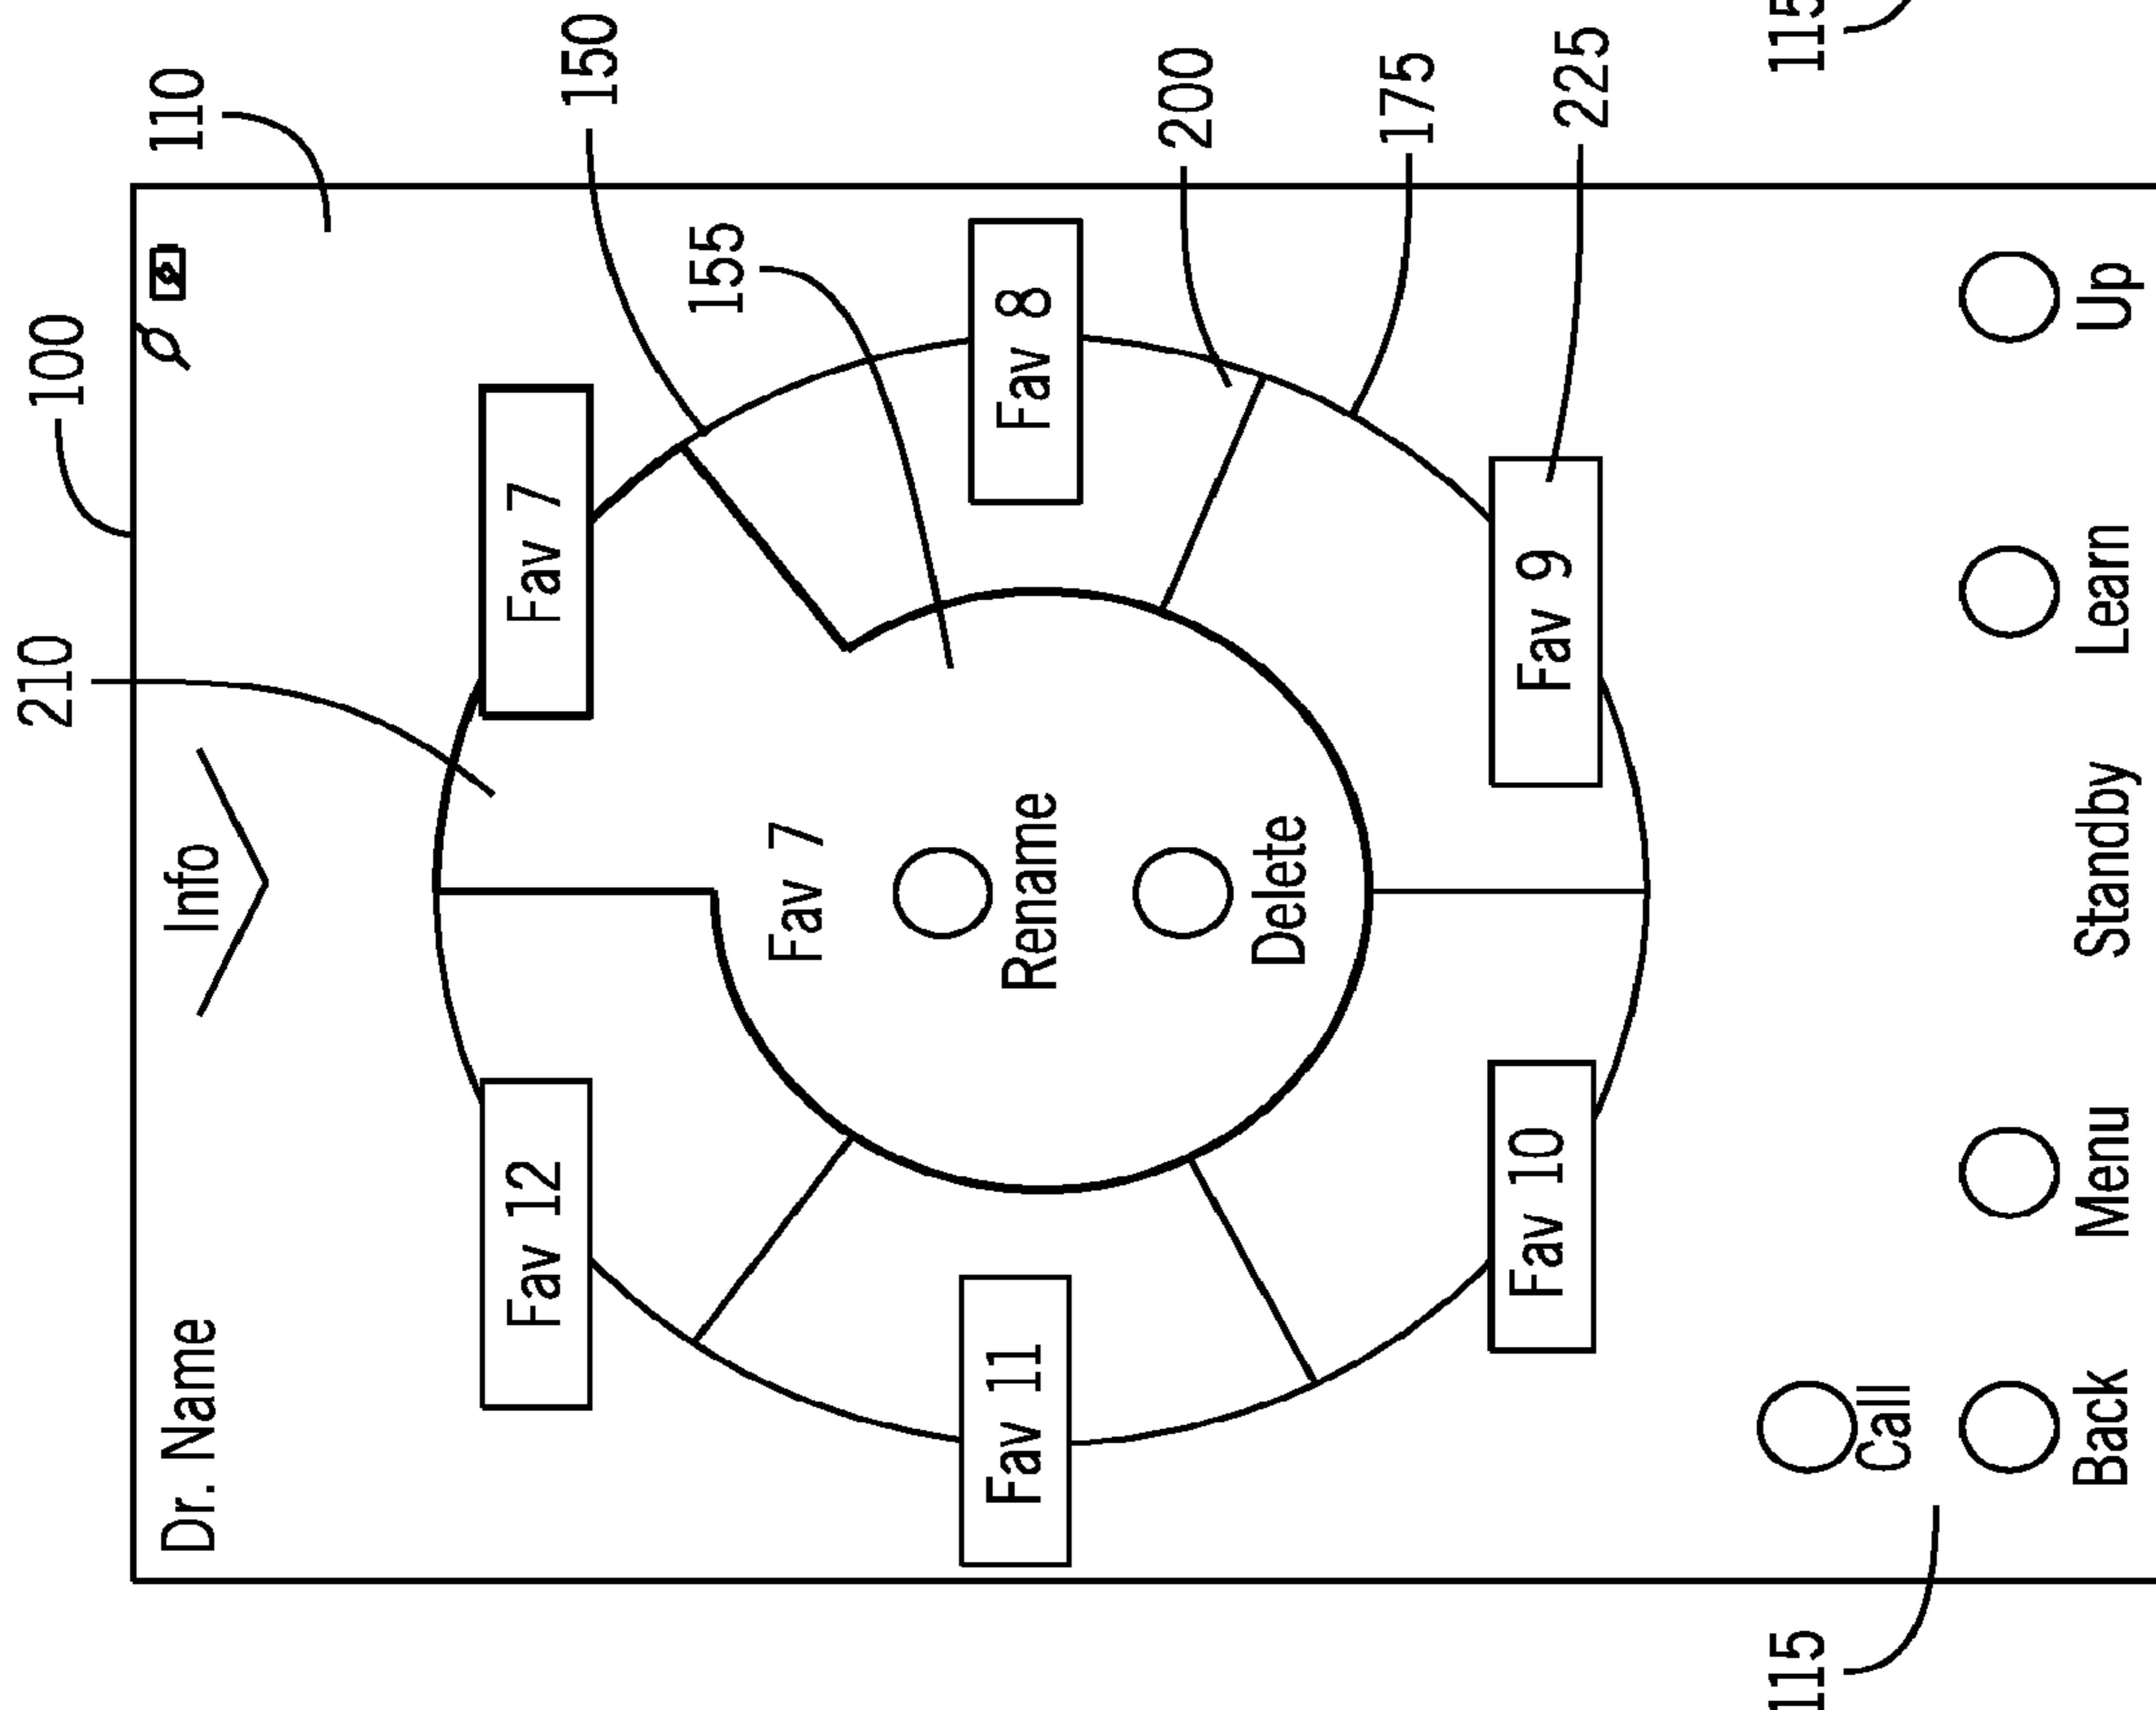 210
100
Dr. Name
Info
110
Fav 12
Fav 7
150
155
Fav 7
Fav 11
Rename
Fav 8
200
Delete
175
Fav 10
Fav 9
225
115
115
Call
Back
Menu
Standby
Learn
Up